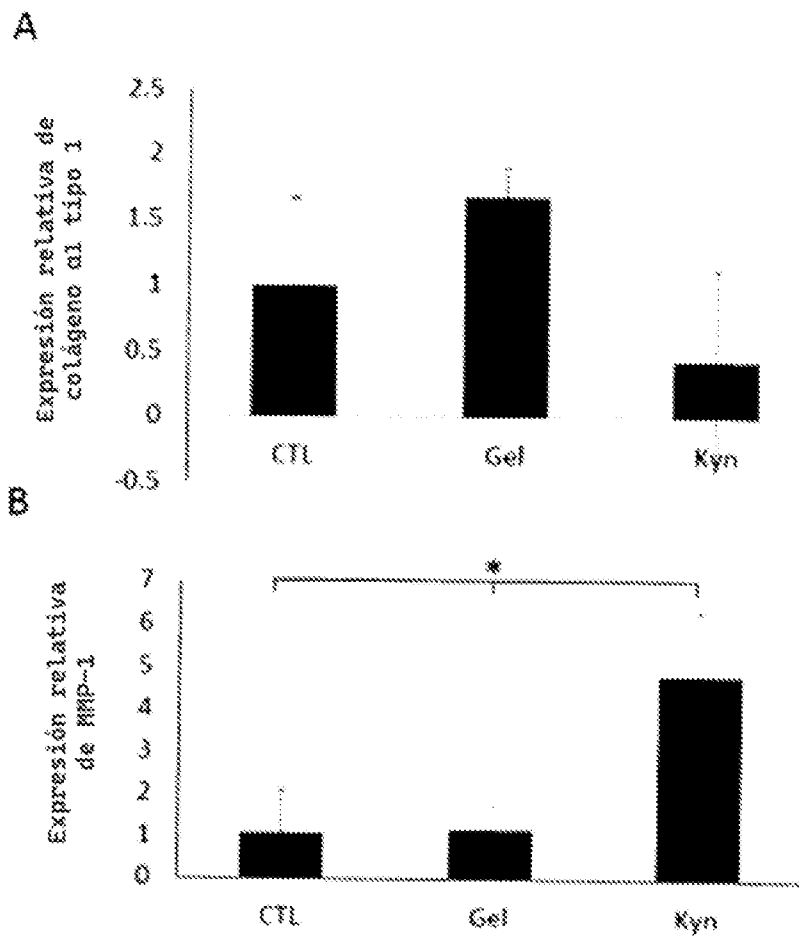 A
Expresión relativa de
colágeno α1 tipo 1
2.5
2
1.5
1
0.5
0
-0.5
CTL
Gel
Kyn
B
Expresión relativa
de MMP-1
7
6
5
4
3
2
1
0
*
CTL
Gel
Kyn